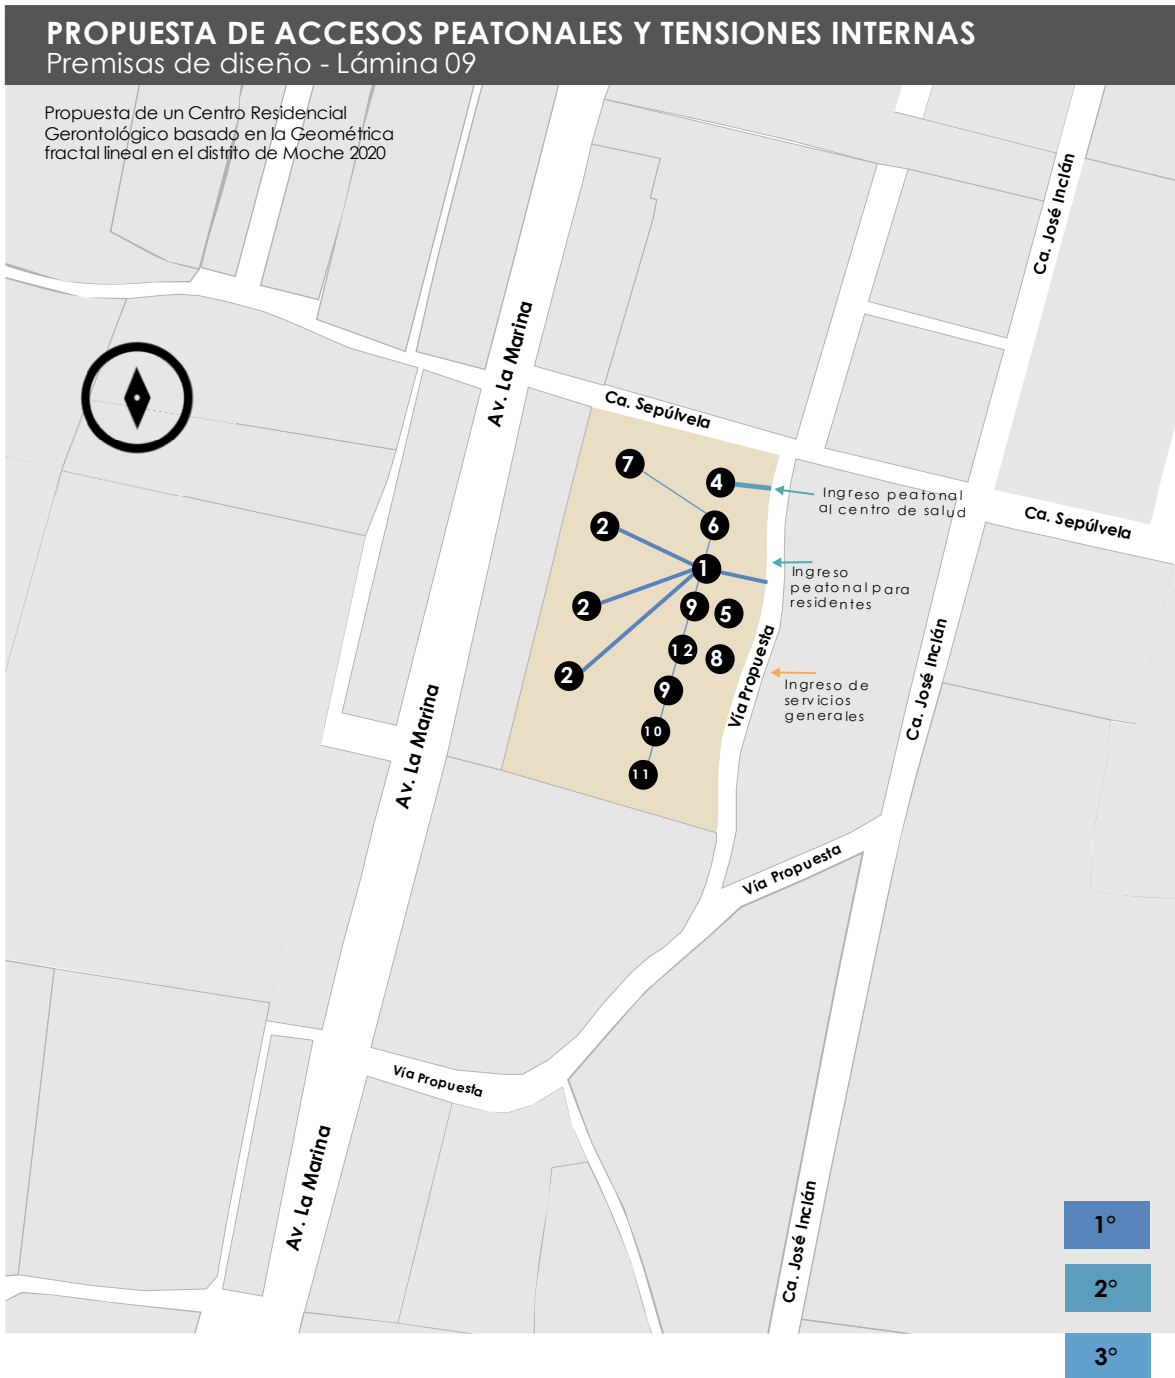 PROPUESTA DE ACCESOS PEATONALES Y TENSIONES INTERNAS
Premisas de diseño - Lámina 09
Propuesta de un Centro Residencial
Gerontológico basado en la Geométrica
fractal lineal en el distrito de Moche 2020
Ca. José Inclán
Av. La Marina
Ca. Sepúlvela
7
4
Ingreso peatonal
al centro de salud
2
6
Ca. Sepúlvela
1
Ingreso
peatonal para
residentes
2
9
5
12
8
2
9
Vía Propuesta
Ingreso de
servicios
generales
Ca. José Inclán
10
11
Av. La Marina
Vía Propuesta
Vía Propuesta
Av. La Marina
Ca. José Inclán
1°
2°
3°